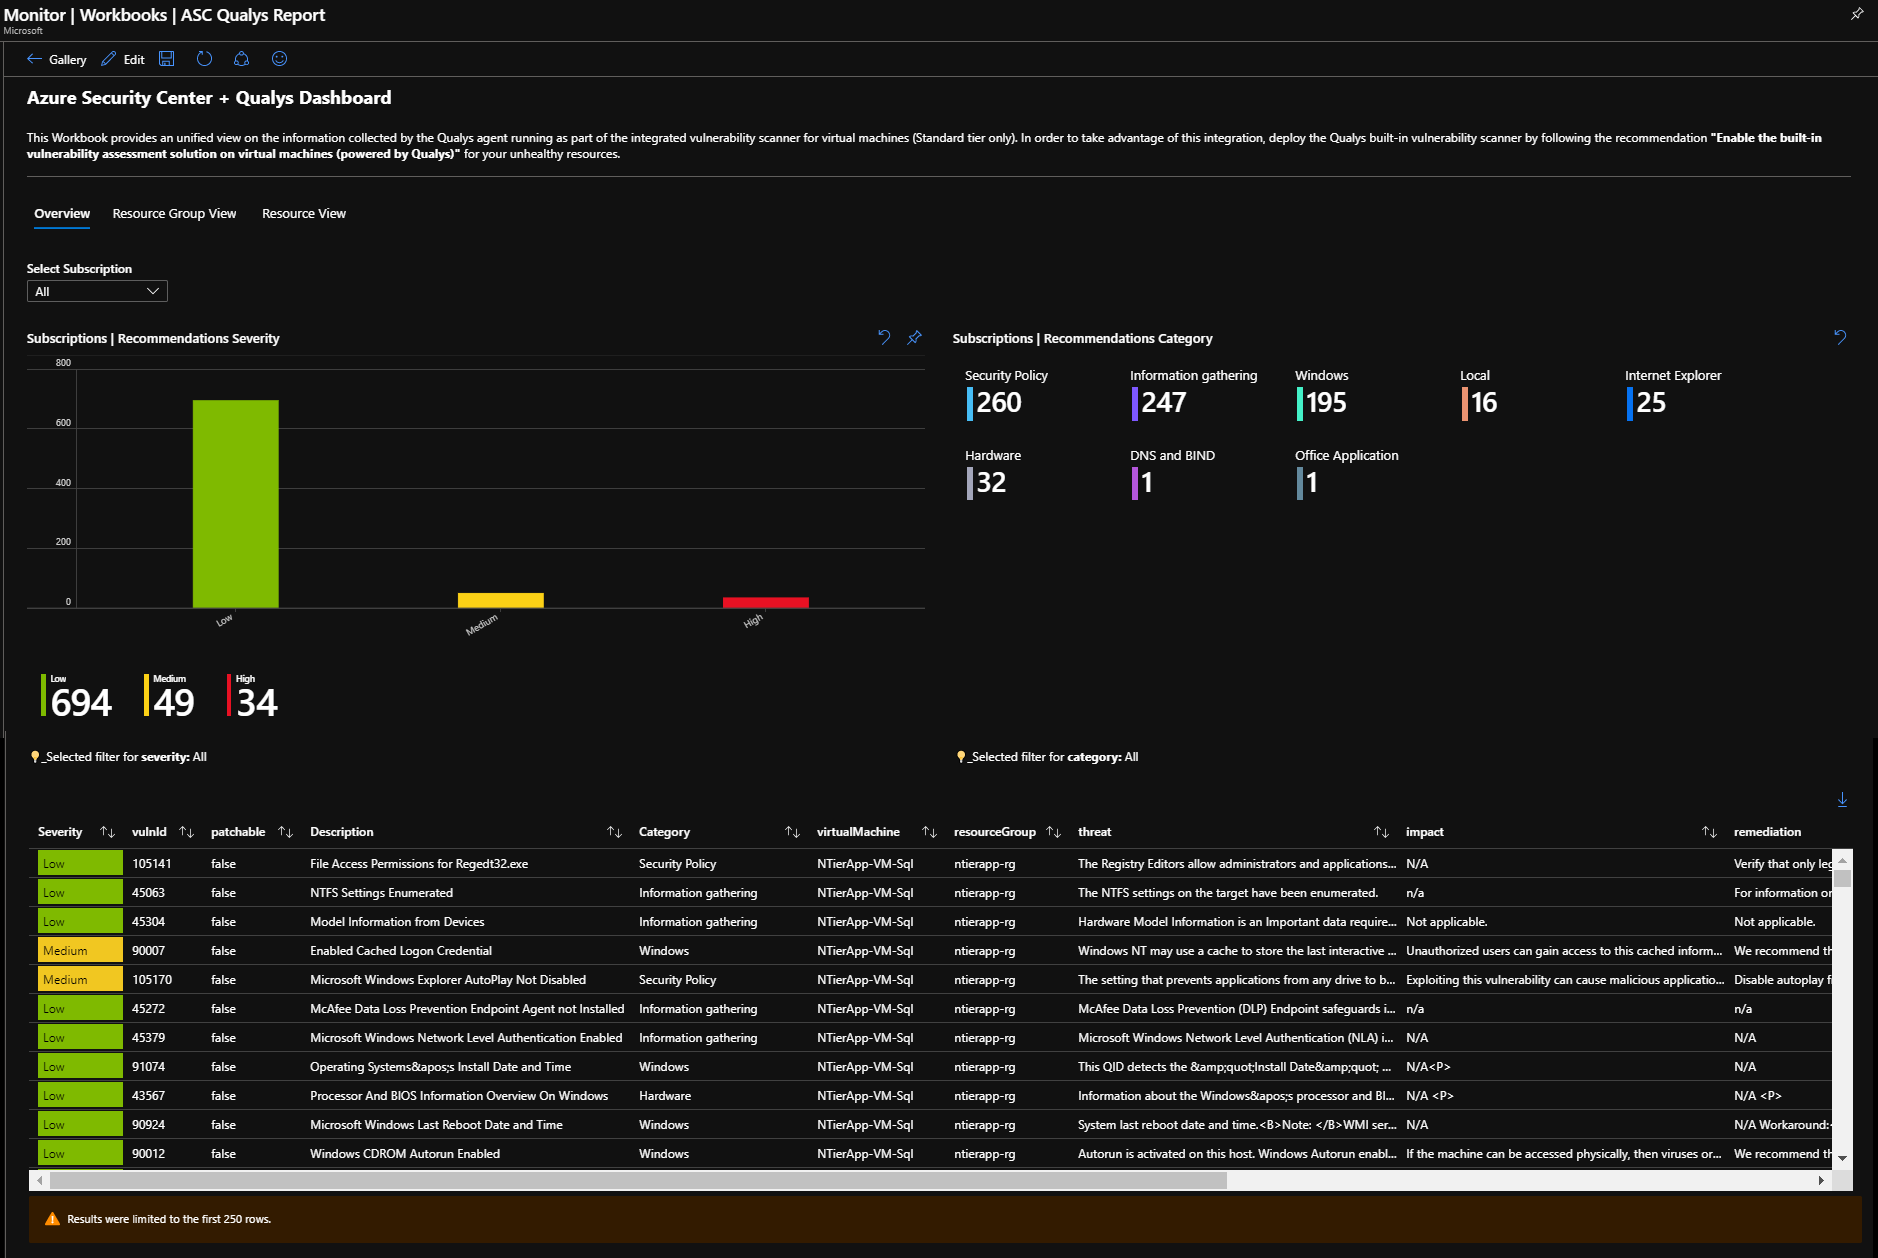 Monitor | Workbooks | ASC Qualys Report
Microsoft
Gallery Edit
Azure Security Center + Qualys Dashboard
This Workbook provides an unified view on the information collected by the Qualys agent running as part of the integrated vulnerability scanner for virtual machines (Standard tier only). In order to take advantage of this integration, deploy the Qualys built-in vulnerability scanner by following the recommendation "Enable the built-in
vulnerability assessment solution on virtual machines (powered by Qualys)" for your unhealthy resources.
Overview Resource Group View Resource View
Select Subscription
All
Subscriptions | Recommendations Severity
800
600
400
200
0
Low Medium High
Low Medium High
694 49 34
Subscriptions | Recommendations Category
Security Policy Information gathering Windows Local Internet Explorer
260 247 195 16 25
Hardware DNS and BIND Office Application
32 1 1
_Selected filter for severity: All
_Selected filter for category: All
Severity vulnId patchable Description Category virtualMachine resourceGroup threat impact remediation
Low 105141 false File Access Permissions for Regedt32.exe Security Policy NTierApp-VM-Sql ntierapp-rg The Registry Editors allow administrators and applications... N/A Verify that only leg
Low 45063 false NTFS Settings Enumerated Information gathering NTierApp-VM-Sql ntierapp-rg The NTFS settings on the target have been enumerated. n/a For information or
Low 45304 false Model Information from Devices Information gathering NTierApp-VM-Sql ntierapp-rg Hardware Model Information is an Important data require... Not applicable. Not applicable.
Medium 90007 false Enabled Cached Logon Credential Windows NTierApp-VM-Sql ntierapp-rg Windows NT may use a cache to store the last interactive ... Unauthorized users can gain access to this cached inform... We recommend th
Medium 105170 false Microsoft Windows Explorer AutoPlay Not Disabled Security Policy NTierApp-VM-Sql ntierapp-rg The setting that prevents applications from any drive to b... Exploiting this vulnerability can cause malicious applicatio... Disable autoplay fi
Low 45272 false McAfee Data Loss Prevention Endpoint Agent not Installed Information gathering NTierApp-VM-Sql ntierapp-rg McAfee Data Loss Prevention (DLP) Endpoint safeguards i... n/a n/a
Low 45379 false Microsoft Windows Network Level Authentication Enabled Information gathering NTierApp-VM-Sql ntierapp-rg Microsoft Windows Network Level Authentication (NLA) i... N/A N/A
Low 91074 false Operating Systems&apos;s Install Date and Time Windows NTierApp-VM-Sql ntierapp-rg This QID detects the &amp;quot;Install Date&amp;quot; ... N/A<P> N/A
Low 43567 false Processor And BIOS Information Overview On Windows Hardware NTierApp-VM-Sql ntierapp-rg Information about the Windows&apos;s processor and BI... N/A <P> N/A <P>
Low 90924 false Microsoft Windows Last Reboot Date and Time Windows NTierApp-VM-Sql ntierapp-rg System last reboot date and time.<B>Note: </B>WMI ser... N/A N/A Workaround:<
Low 90012 false Windows CDROM Autorun Enabled Windows NTierApp-VM-Sql ntierapp-rg Autorun is activated on this host. Windows Autorun enabl... If the machine can be accessed physically, then viruses or... We recommend th
Results were limited to the first 250 rows.